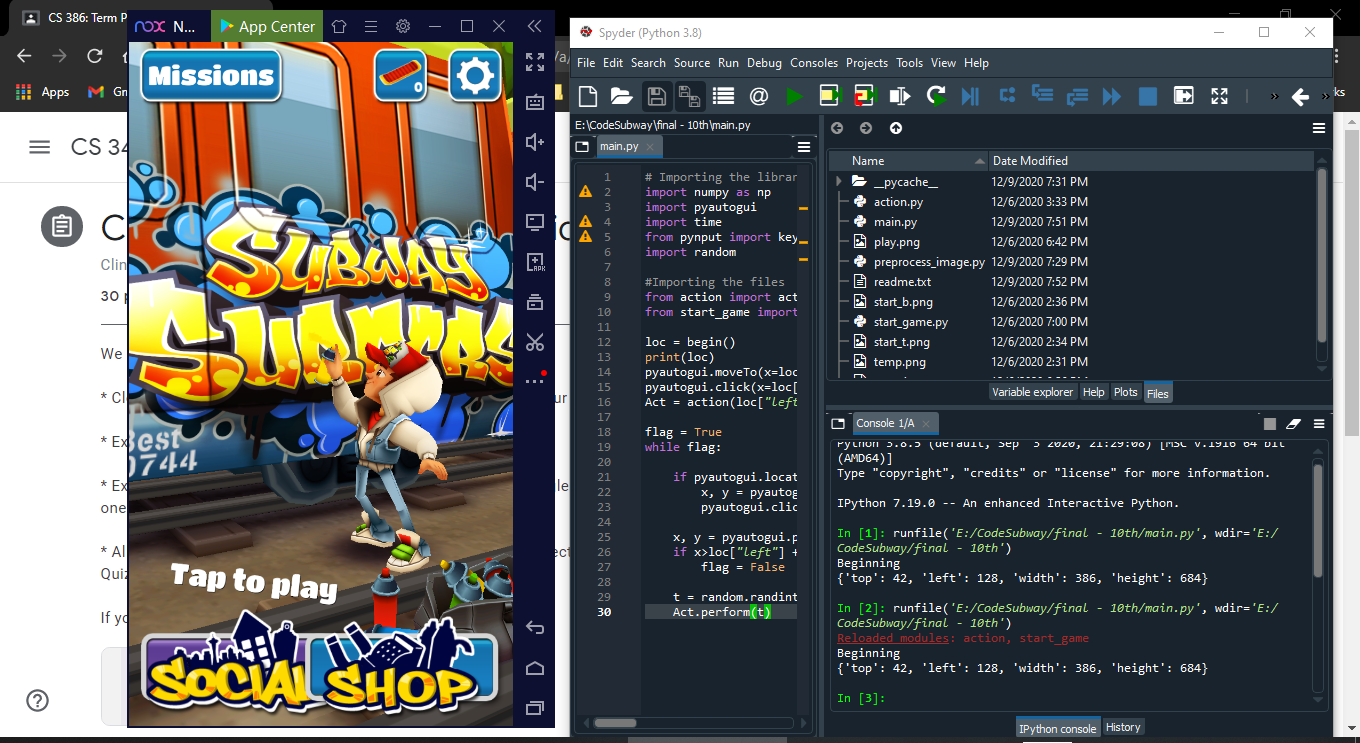 CS 386: Term P
Apps
Gm
CS 34
Clin
30 p
We
* Cl
* Ex
* Ex
one
* Al
Quiz
If yo
nox N...
App Center
Missions
0
SUBWAY
SURFERS
Best
0744
Tap to play
SOCIAL
SHOP
APK
Spyder (Python 3.8)
File Edit Search Source Run Debug Consoles Projects Tools View Help
E:\CodeSubway\final - 10th\main.py
main.py
1 # Importing the librar
2 import numpy as np
3 import pyautogui
4 import time
5 from pynput import key
6 import random
7
8 #Importing the files
9 from action import act
10 from start_game import
11
12 loc = begin()
13 print(loc)
14 pyautogui.moveTo(x=loc
15 pyautogui.click(x=loc[
16 Act = action(loc["left
17
18 flag = True
19 while flag:
20
21 if pyautogui.locat
22 x, y = pyautog
23 pyautogui.clic
24
25 x, y = pyautogui.p
26 if x>loc["left"] +
27 flag = False
28
29 t = random.randint
30 Act.perform(t)
Name Date Modified
__pycache__ 12/9/2020 7:31 PM
action.py 12/6/2020 3:33 PM
main.py 12/9/2020 7:51 PM
play.png 12/6/2020 6:42 PM
preprocess_image.py 12/9/2020 7:29 PM
readme.txt 12/9/2020 7:52 PM
start_b.png 12/6/2020 2:36 PM
start_game.py 12/6/2020 7:00 PM
start_t.png 12/6/2020 2:34 PM
temp.png 12/6/2020 2:31 PM
Variable explorer Help Plots Files
Console 1/A
Python 3.8.5 (default, Sep 3 2020, 21:29:08) [MSC v.1916 64 bit
(AMD64)]
Type "copyright", "credits" or "license" for more information.
IPython 7.19.0 -- An enhanced Interactive Python.
In [1]: runfile('E:/CodeSubway/final - 10th/main.py', wdir='E:/
CodeSubway/final - 10th')
Beginning
{'top': 42, 'left': 128, 'width': 386, 'height': 684}
In [2]: runfile('E:/CodeSubway/final - 10th/main.py', wdir='E:/
CodeSubway/final - 10th')
Reloaded modules: action, start_game
Beginning
{'top': 42, 'left': 128, 'width': 386, 'height': 684}
In [3]:
IPython console History